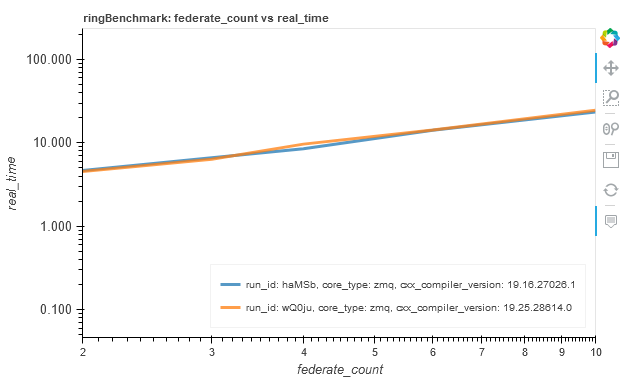 ringBenchmark: federate_count vs real_time
100.000
10.000
1.000
0.100
real_time
run_id: haMSb, core_type: zmq, cxx_compiler_version: 19.16.27026.1
run_id: wQ0ju, core_type: zmq, cxx_compiler_version: 19.25.28614.0
2 3 4 5 6 7 8 9 10
federate_count